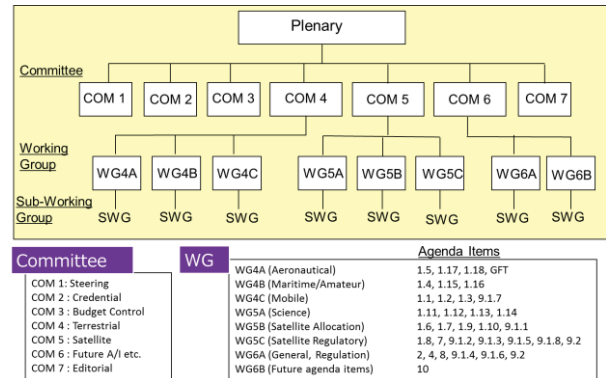 Plenary
Committee
COM 1 COM 2 COM 3 COM 4 COM 5 COM 6 COM 7
Working
Group
WG4A WG4B WG4C WG5A WG5B WG5C WG6A WG6B
Sub-Working
Group
SWG SWG SWG SWG SWG SWG SWG SWG
Committee
COM 1: Steering
COM 2 : Credential
COM 3 : Budget Control
COM 4 : Terrestrial
COM 5 : Satellite
COM 6 : Future A/I etc.
COM 7 : Editorial
WG
Agenda Items
WG4A (Aeronautical) 1.5, 1.17, 1.18, GFT
WG4B (Maritime/Amateur) 1.4, 1.15, 1.16
WG4C (Mobile) 1.1, 1.2, 1.3, 9.1.7
WG5A (Science) 1.11, 1.12, 1.13, 1.14
WG5B (Satellite Allocation) 1.6, 1.7, 1.9, 1.10, 9.1.1
WG5C (Satellite Regulatory) 1.8, 7, 9.1.2, 9.1.3, 9.1.5, 9.1.8, 9.2
WG6A (General, Regulation) 2, 4, 8, 9.1.4, 9.1.6, 9.2
WG6B (Future agenda items) 10